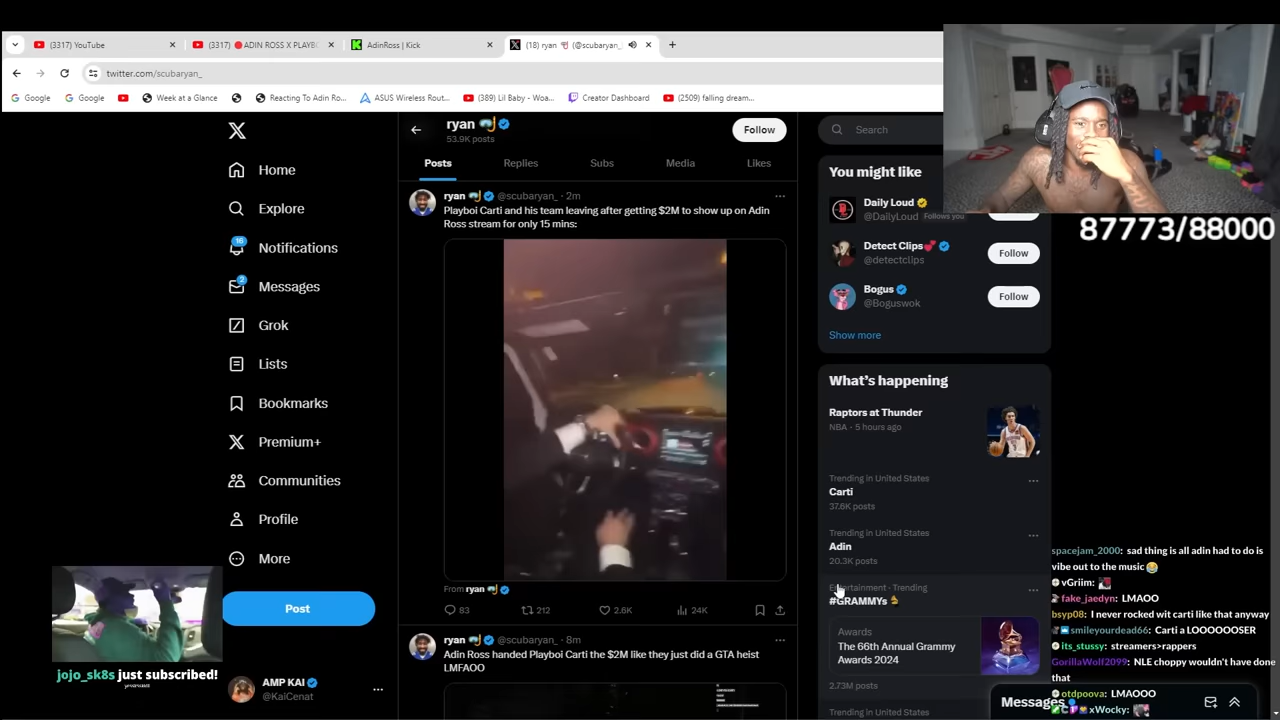 (3317) YouTube
(3317) 🔴 ADIN ROSS X PLAYB
AdinRoss | Kick
(18) ryan 🤿 (@scubaryan_)
twitter.com/scubaryan_
Google
Google
Week at a Glance
Reacting To Adin Ro...
ASUS Wireless Rout...
(389) Lil Baby - Woa...
Creator Dashboard
(2509) falling dream...
ryan 🤿
53.9K posts
Follow
Posts
Replies
Subs
Media
Likes
Home
Explore
16
Notifications
2
Messages
Grok
Lists
Bookmarks
Premium+
Communities
Profile
More
Post
AMP KAI
@KaiCenat
ryan 🤿 @scubaryan_ · 2m
Playboi Carti and his team leaving after getting $2M to show up on Adin
Ross stream for only 15 mins:
From ryan 🤿
83
212
2.6K
24K
ryan 🤿 @scubaryan_ · 8m
Adin Ross handed Playboi Carti the $2M like they just did a GTA heist
LMFAOO
Search
You might like
Daily Loud
@DailyLoud Follows you
Detect Clips💕
@detectclips
Follow
Bogus
@Boguswok
Follow
Show more
What's happening
Raptors at Thunder
NBA · 5 hours ago
Trending in United States
Carti
37.6K posts
Trending in United States
Adin
20.3K posts
Entertainment · Trending
#GRAMMYs
Awards
The 66th Annual Grammy
Awards 2024
2.73M posts
Trending in United States
Messages
87773/88000
spacejam_2000: sad thing is all adin had to do is
vibe out to the music 😂
vGriim:
fake_jaedyn: LMAOO
bsyp08: I never rocked wit carti like that anyway
smileyourdead66: Carti a LOOOOOOSER
its_stussy: streamers>rappers
GorillaWolf2099: NLE choppy wouldn't have done
that
otdpoova: LMAOOO
xWocky:
jojo_sk8s just subscribed!